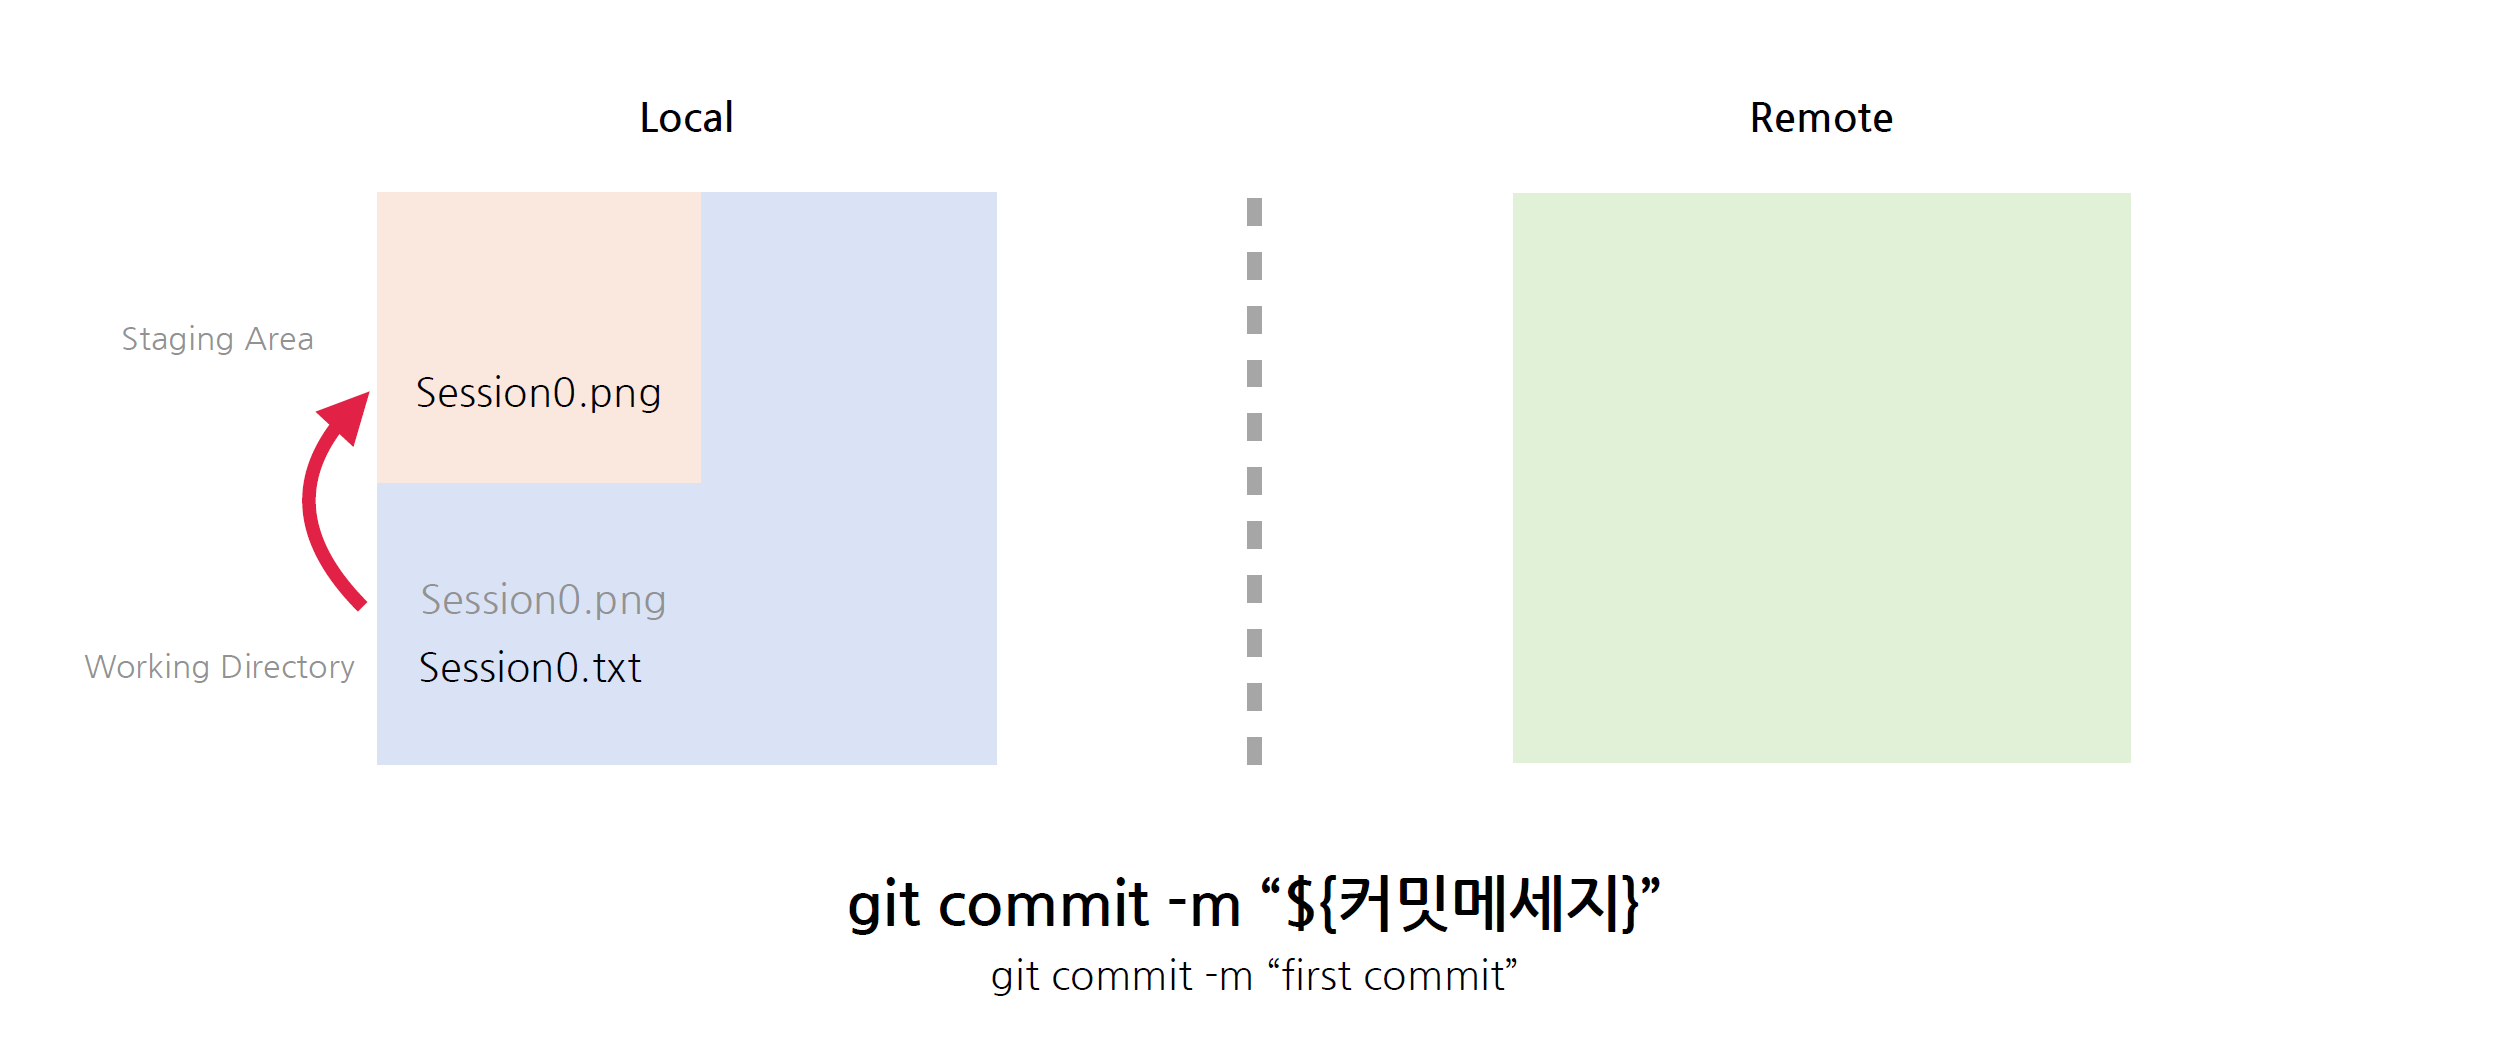 Local
Remote
Staging Area
Session0.png
Session0.png
Working Directory
Session0.txt
git commit -m “${커밋메세지}”
git commit -m “first commit”